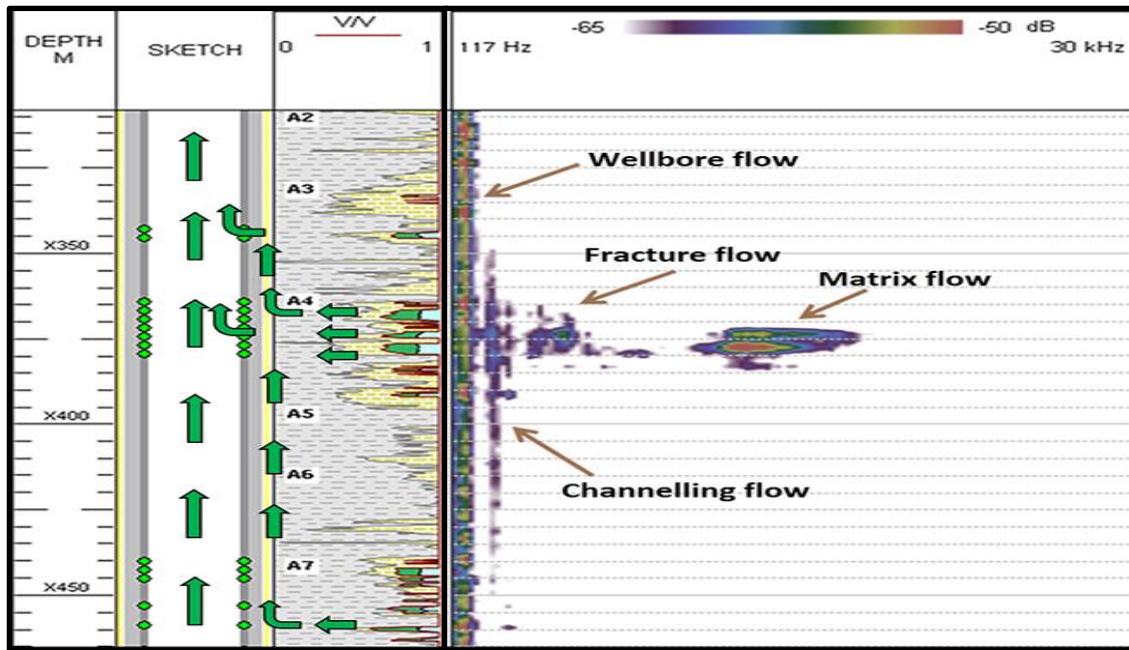 DEPTH
M
SKETCH
V/V
0
1
-65
-50 dB
117 Hz
30 kHz
A2
Wellbore flow
A3
X350
Fracture flow
A4
Matrix flow
X400
A5
A6
Channelling flow
A7
X450